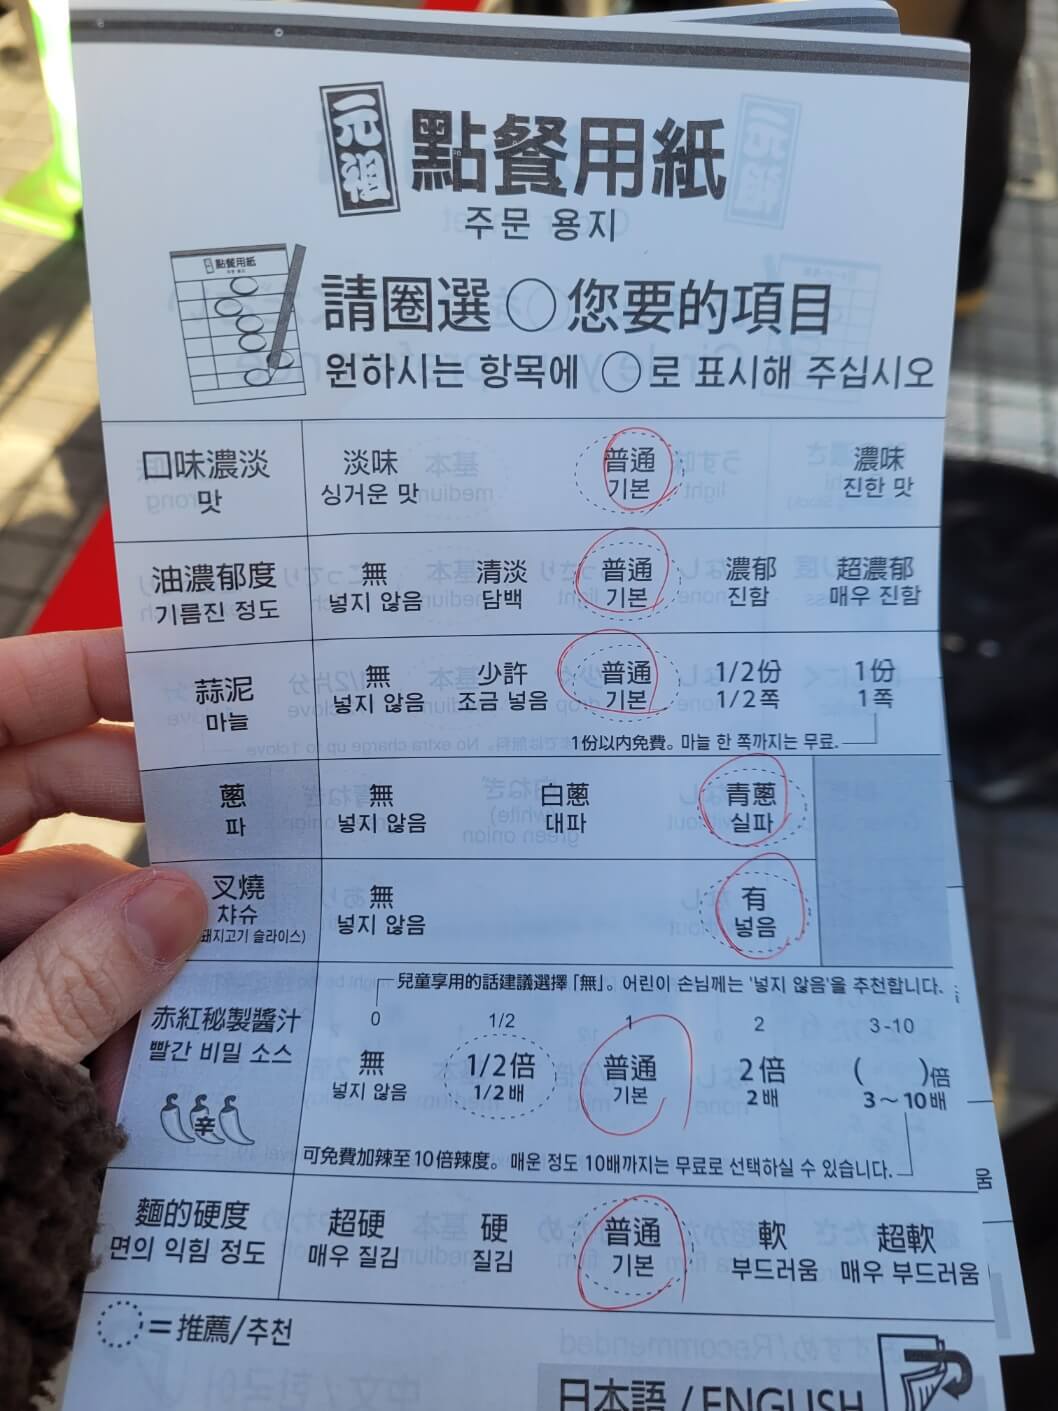 元祖 點餐用紙
주문 용지
請圈選○您要的項目
원하시는 항목에 ○로 표시해 주십시오
口味濃淡 淡味 普通 濃味
맛 싱거운 맛 기본 진한 맛
油濃郁度 無 清淡 普通 濃郁 超濃郁
기름진 정도 넣지 않음 담백 기본 진함 매우 진함
蒜泥 無 少許 普通 1/2份 1份
마늘 넣지 않음 조금 넣음 기본 1/2쪽 1쪽
1份以内免費。마늘 한 쪽까지는 무료.
蔥 無 白蔥 青蔥
파 넣지 않음 대파 실파
叉燒 無 有
챠슈 넣지 않음 넣음
돼지고기 슬라이스)
兒童享用的話建議選擇「無」。어린이 손님께는 '넣지 않음'을 추천합니다.
0 1/2 1 2 3-10
赤紅秘製醬汁 無 1/2倍 普通 2倍 ( )倍
빨간 비밀 소스 넣지 않음 1/2배 기본 2배 3～10배
辛
可免費加辣至10倍辣度。매운 정도 10배까지는 무료로 선택하실 수 있습니다.
麵的硬度 超硬 硬 普通 軟 超軟
면의 익힘 정도 매우 질김 질김 기본 부드러움 매우 부드러움
=推薦/추천
日本語 / ENGLISH